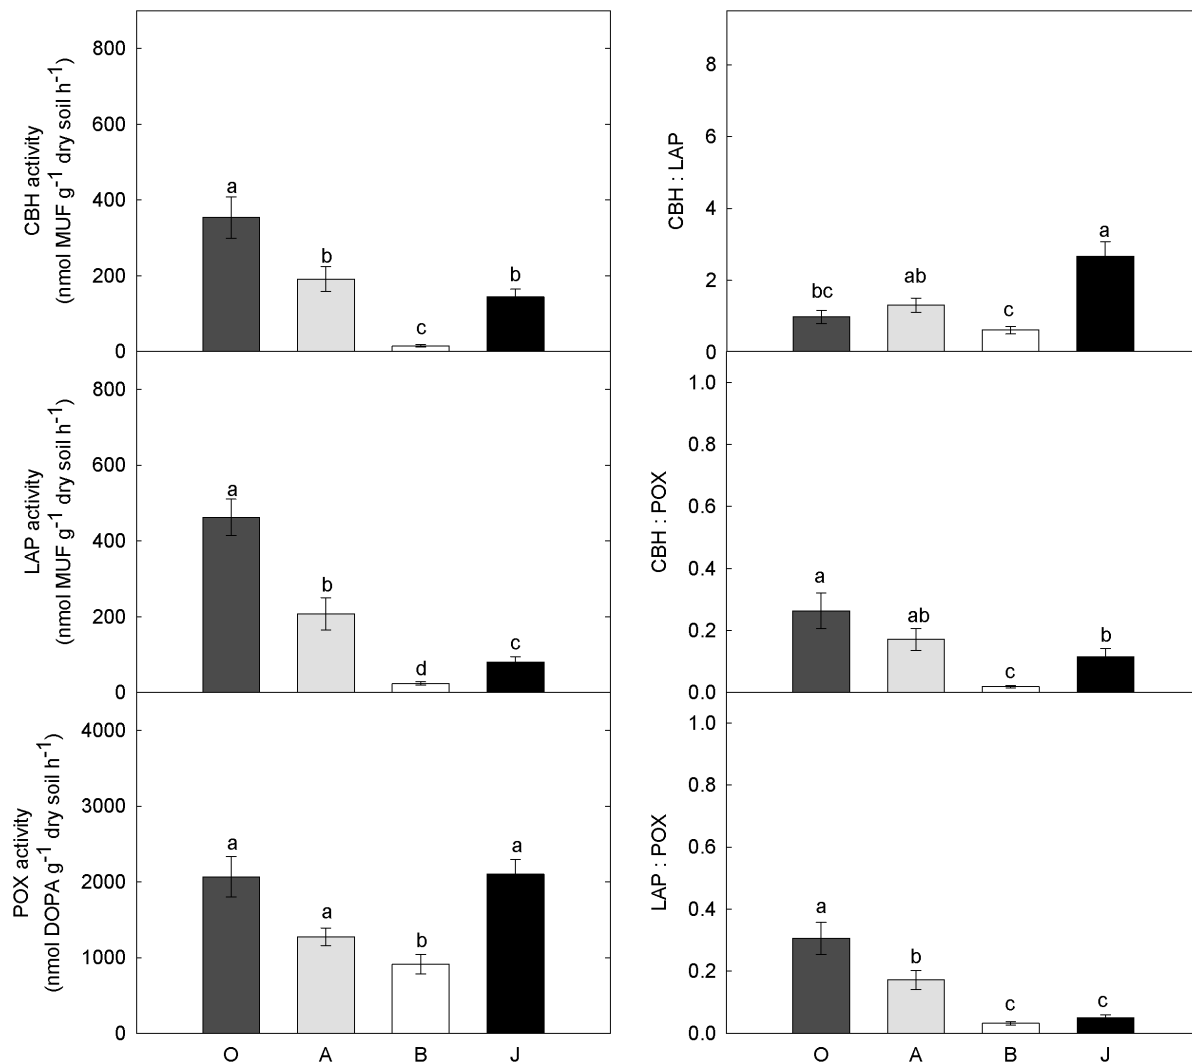 CBH activity
(nmol MUF g-1 dry soil h-1)
800
600
400
200
0
a
b
c
b
CBH : LAP
8
6
4
2
0
bc
ab
c
a
LAP activity
(nmol MUF g-1 dry soil h-1)
800
600
400
200
0
a
b
d
c
CBH : POX
1.0
0.8
0.6
0.4
0.2
0.0
a
ab
c
b
POX activity
(nmol DOPA g-1 dry soil h-1)
4000
3000
2000
1000
0
a
a
b
a
O A B J
LAP : POX
1.0
0.8
0.6
0.4
0.2
0.0
a
b
c
c
O A B J